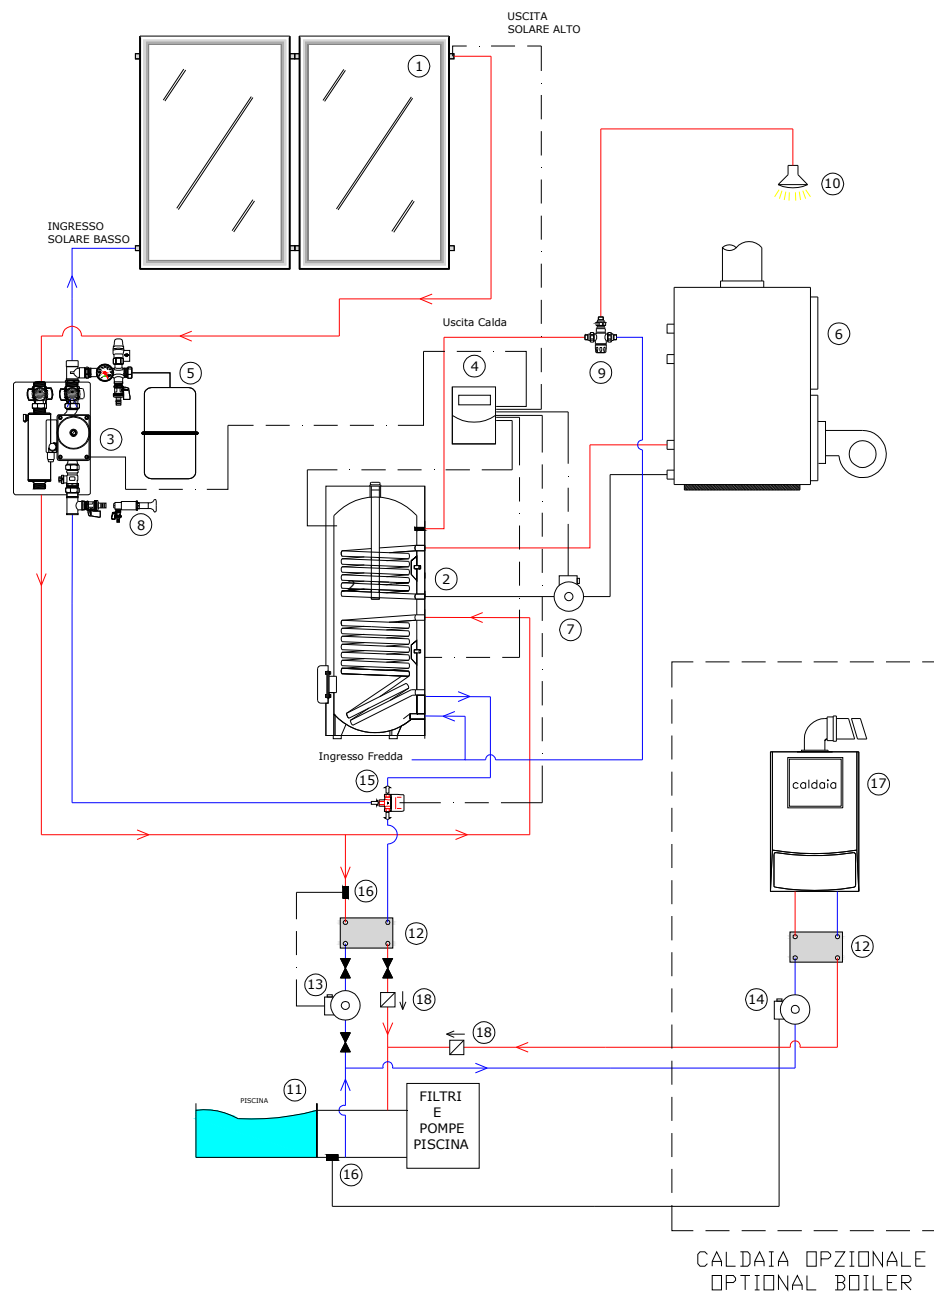 USCITA
SOLARE ALTO
1
10
INGRESSO
SOLARE BASSO
Uscita Calda
6
4
9
5
3
8
2
2
7
Ingresso Fredda
15
caldaia
17
16
12
12
13
18
14
18
11
PISCINA
FILTRI
E
POMPE
PISCINA
16
CALDAIA OPZIONALE
OPTIONAL BOILER